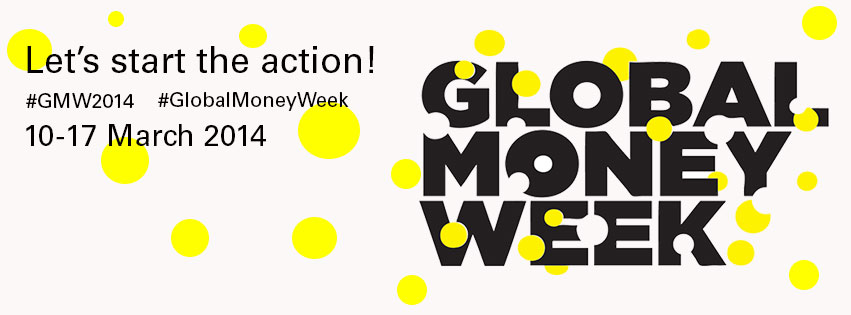 Let's start the action!
#GMW2014 #GlobalMoneyWeek
10-17 March 2014
GLOBAL
MONEY
WEEK